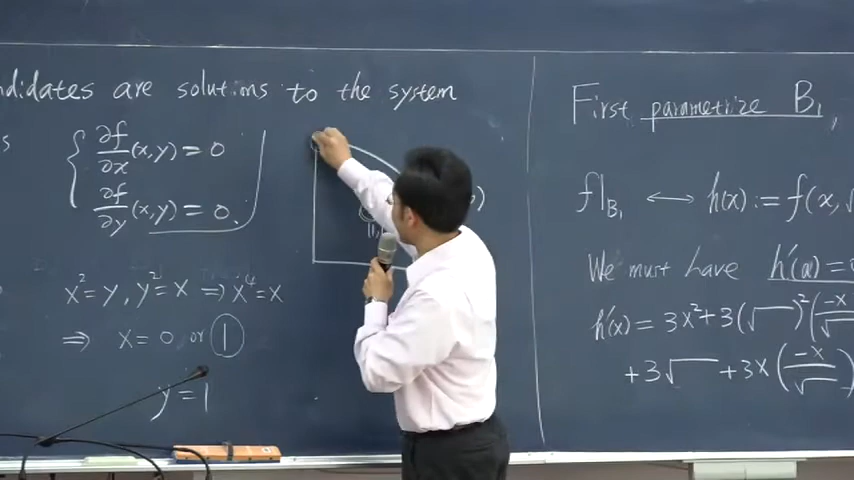 ndidates are solutions to the system
s
{ ∂f/∂x (x,y) = 0
∂f/∂y (x,y) = 0.
x² = y, y² = x ⇒ x⁴ = x
⇒ x = 0 or 1
y = 1
First parametrize B₁,
f|B₁ ⟷ h(x) := f(x,√
We must have h'(a) = 0
h'(x) = 3x² + 3(√ )²(-x/√
+ 3√ + 3x(-x/√ )